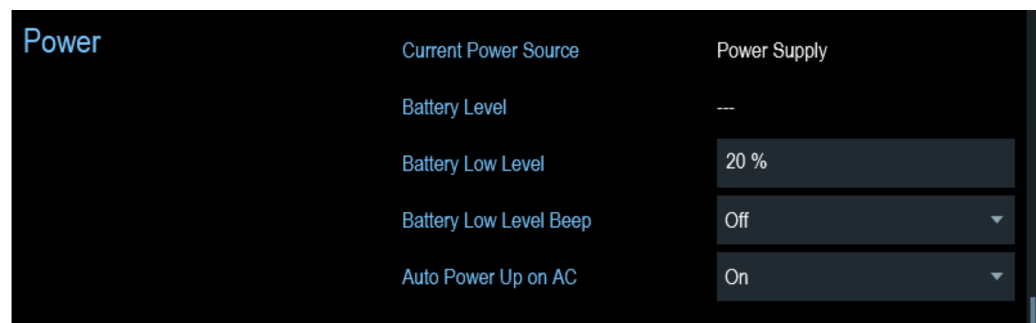 Power
Current Power Source Power Supply
Battery Level ---
Battery Low Level 20 %
Battery Low Level Beep Off
Auto Power Up on AC On